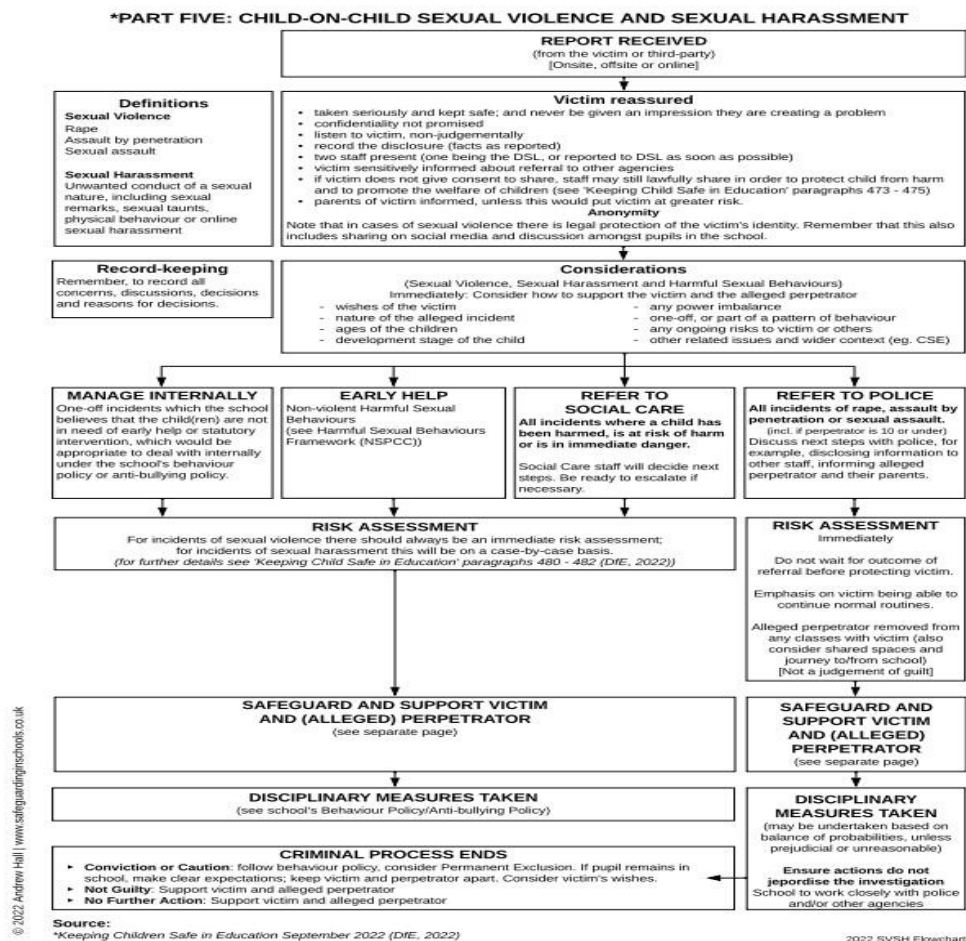 *PART FIVE: CHILD-ON-CHILD SEXUAL VIOLENCE AND SEXUAL HARASSMENT
REPORT RECEIVED
(from the victim or third-party)
[Onsite, offsite or online]
Definitions
Sexual Violence
Rape
Assault by penetration
Sexual assault
Sexual Harassment
Unwanted conduct of a sexual
nature, including sexual
remarks, sexual taunts,
physical behaviour or online
sexual harassment
Victim reassured
• taken seriously and kept safe; and never be given an impression they are creating a problem
• confidentiality not promised
• listen to victim, non-judgementally
• record the disclosure (facts as reported)
• two staff present (one being the DSL, or reported to DSL as soon as possible)
• victim sensitively informed about referral to other agencies
• if victim does not give consent to share, staff may still lawfully share in order to protect child from harm
and to promote the welfare of children (see 'Keeping Child Safe in Education' paragraphs 473 - 475)
• parents of victim informed, unless this would put victim at greater risk.
Anonymity
Note that in cases of sexual violence there is legal protection of the victim's identity. Remember that this also
includes sharing on social media and discussion amongst pupils in the school.
Record-keeping
Remember, to record all
concerns, discussions, decisions
and reasons for decisions.
Considerations
(Sexual Violence, Sexual Harassment and Harmful Sexual Behaviours)
Immediately: Consider how to support the victim and the alleged perpetrator
- wishes of the victim
- nature of the alleged incident
- ages of the children
- development stage of the child
- any power imbalance
- one-off, or part of a pattern of behaviour
- any ongoing risks to victim or others
- other related issues and wider context (eg. CSE)
MANAGE INTERNALLY
One-off incidents which the school
believes that the child(ren) are not
in need of early help or statutory
intervention, which would be
appropriate to deal with internally
under the school's behaviour
policy or anti-bullying policy.
EARLY HELP
Non-violent Harmful Sexual
Behaviours
(see Harmful Sexual Behaviours
Framework (NSPCC))
REFER TO
SOCIAL CARE
All incidents where a child has
been harmed, is at risk of harm
or is in immediate danger.
Social Care staff will decide next
steps. Be ready to escalate if
necessary.
REFER TO POLICE
All incidents of rape, assault by
penetration or sexual assault.
(incl. if perpetrator is 10 or under)
Discuss next steps with police, for
example, disclosing information to
other staff, informing alleged
perpetrator and their parents.
RISK ASSESSMENT
For incidents of sexual violence there should always be an immediate risk assessment;
for incidents of sexual harassment this will be on a case-by-case basis.
(for further details see 'Keeping Child Safe in Education' paragraphs 480 - 482 (DfE, 2022))
RISK ASSESSMENT
Immediately
Do not wait for outcome of
referral before protecting victim.
Emphasis on victim being able to
continue normal routines.
Alleged perpetrator removed from
any classes with victim (also
consider shared spaces and
journey to/from school)
[Not a judgement of guilt]
SAFEGUARD AND SUPPORT VICTIM
AND (ALLEGED) PERPETRATOR
(see separate page)
SAFEGUARD AND
SUPPORT VICTIM
AND (ALLEGED)
PERPETRATOR
(see separate page)
DISCIPLINARY MEASURES TAKEN
(see school's Behaviour Policy/Anti-bullying Policy)
DISCIPLINARY
MEASURES TAKEN
(may be undertaken based on
balance of probabilities, unless
prejudicial or unreasonable)
Ensure actions do not
jepordise the investigation
School to work closely with police
and/or other agencies
CRIMINAL PROCESS ENDS
▸ Conviction or Caution: follow behaviour policy, consider Permanent Exclusion. If pupil remains in
school, make clear expectations; keep victim and perpetrator apart. Consider victim's wishes.
▸ Not Guilty: Support victim and alleged perpetrator
▸ No Further Action: Support victim and alleged perpetrator
Source:
*Keeping Children Safe in Education September 2022 (DfE, 2022)
2022 SVSH Flowchart
© 2022 Andrew Hall | www.safeguardinginschools.co.uk